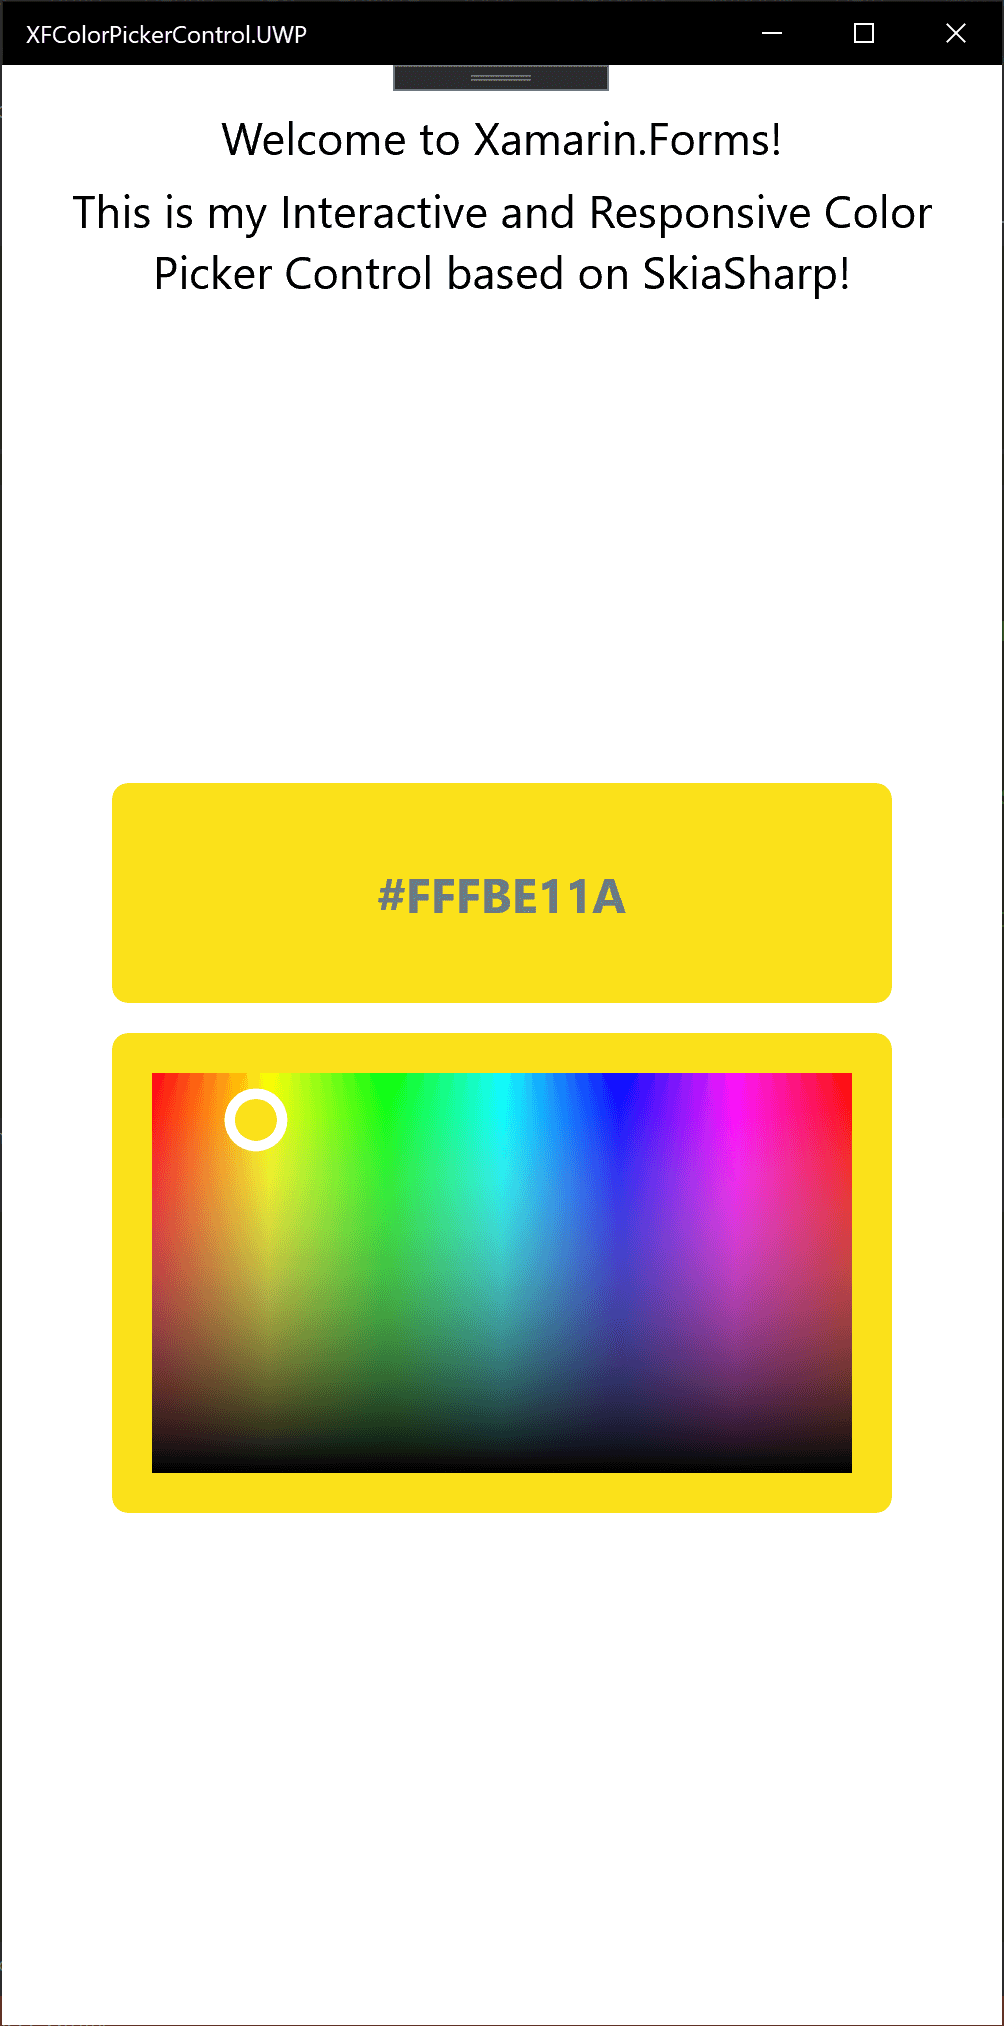 XFColorPickerControl.UWP
Welcome to Xamarin.Forms!
This is my Interactive and Responsive Color
Picker Control based on SkiaSharp!
#FFFBE11A